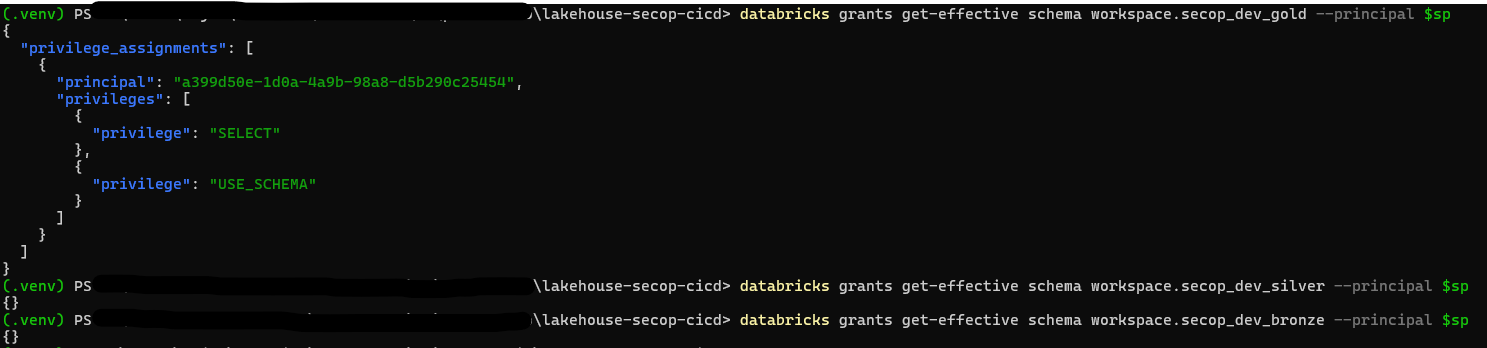 (.venv) PS \lakehouse-secop-cicd> databricks grants get-effective schema workspace.secop_dev_gold --principal $sp
{
  "privilege_assignments": [
    {
      "principal": "a399d50e-1d0a-4a9b-98a8-d5b290c25454",
      "privileges": [
        {
          "privilege": "SELECT"
        },
        {
          "privilege": "USE_SCHEMA"
        }
      ]
    }
  ]
}
(.venv) PS \lakehouse-secop-cicd> databricks grants get-effective schema workspace.secop_dev_silver --principal $sp
{}
(.venv) PS \lakehouse-secop-cicd> databricks grants get-effective schema workspace.secop_dev_bronze --principal $sp
{}